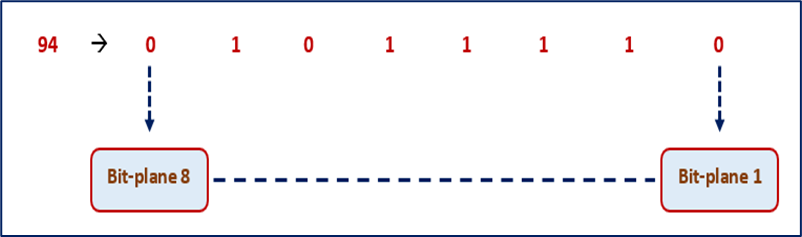 94 → 0 1 0 1 1 1 1 0
Bit-plane 8 Bit-plane 1